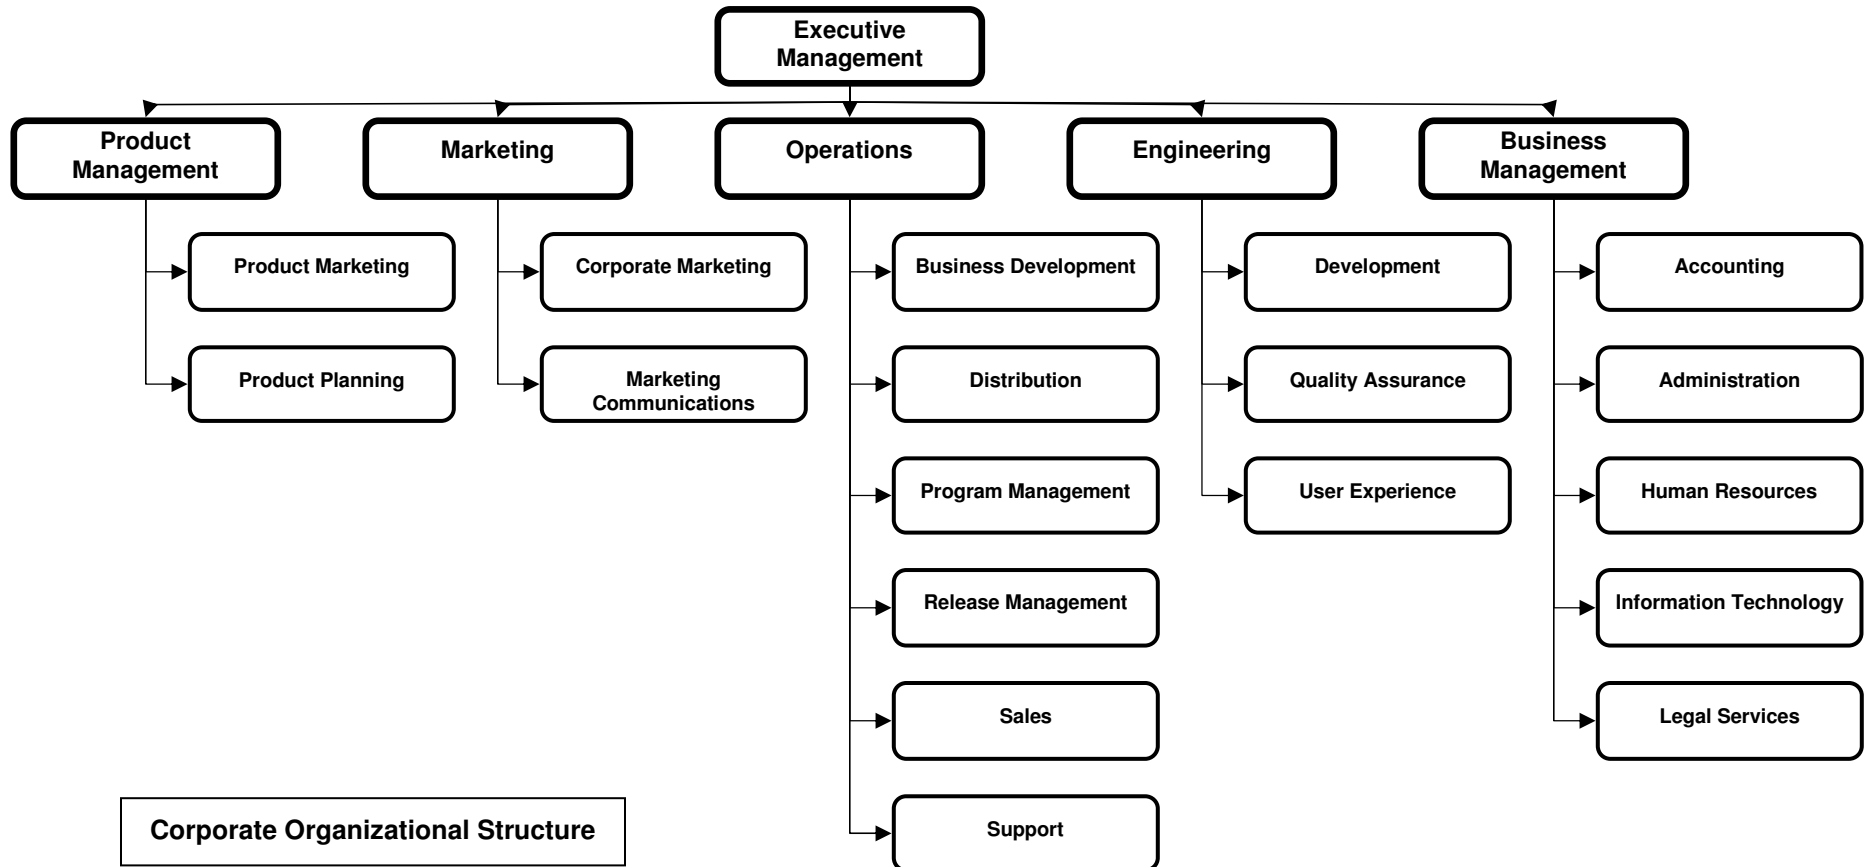 Executive
Management
Product
Management
Marketing
Operations
Engineering
Business
Management
Product Marketing
Product Planning
Corporate Marketing
Marketing
Communications
Business Development
Distribution
Program Management
Release Management
Sales
Support
Development
Quality Assurance
User Experience
Accounting
Administration
Human Resources
Information Technology
Legal Services
Corporate Organizational Structure